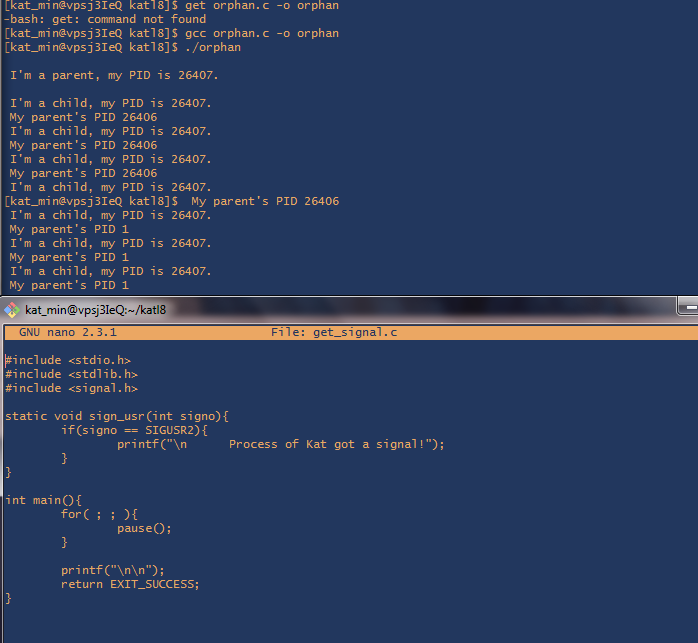 [kat_min@vpsj3IeQ katl8]$ get orphan.c -o orphan
-bash: get: command not found
[kat_min@vpsj3IeQ katl8]$ gcc orphan.c -o orphan
[kat_min@vpsj3IeQ katl8]$ ./orphan
I'm a parent, my PID is 26407.
I'm a child, my PID is 26407.
My parent's PID 26406
I'm a child, my PID is 26407.
My parent's PID 26406
I'm a child, my PID is 26407.
My parent's PID 26406
I'm a child, my PID is 26407.
[kat_min@vpsj3IeQ katl8]$  My parent's PID 26406
I'm a child, my PID is 26407.
My parent's PID 1
I'm a child, my PID is 26407.
My parent's PID 1
I'm a child, my PID is 26407.
My parent's PID 1
kat_min@vpsj3IeQ:~/katl8
GNU nano 2.3.1 File: get_signal.c
#include <stdio.h>
#include <stdlib.h>
#include <signal.h>
static void sign_usr(int signo){
if(signo == SIGUSR2){
printf("\n      Process of Kat got a signal!");
}
}
int main(){
for( ; ; ){
pause();
}
printf("\n\n");
return EXIT_SUCCESS;
}